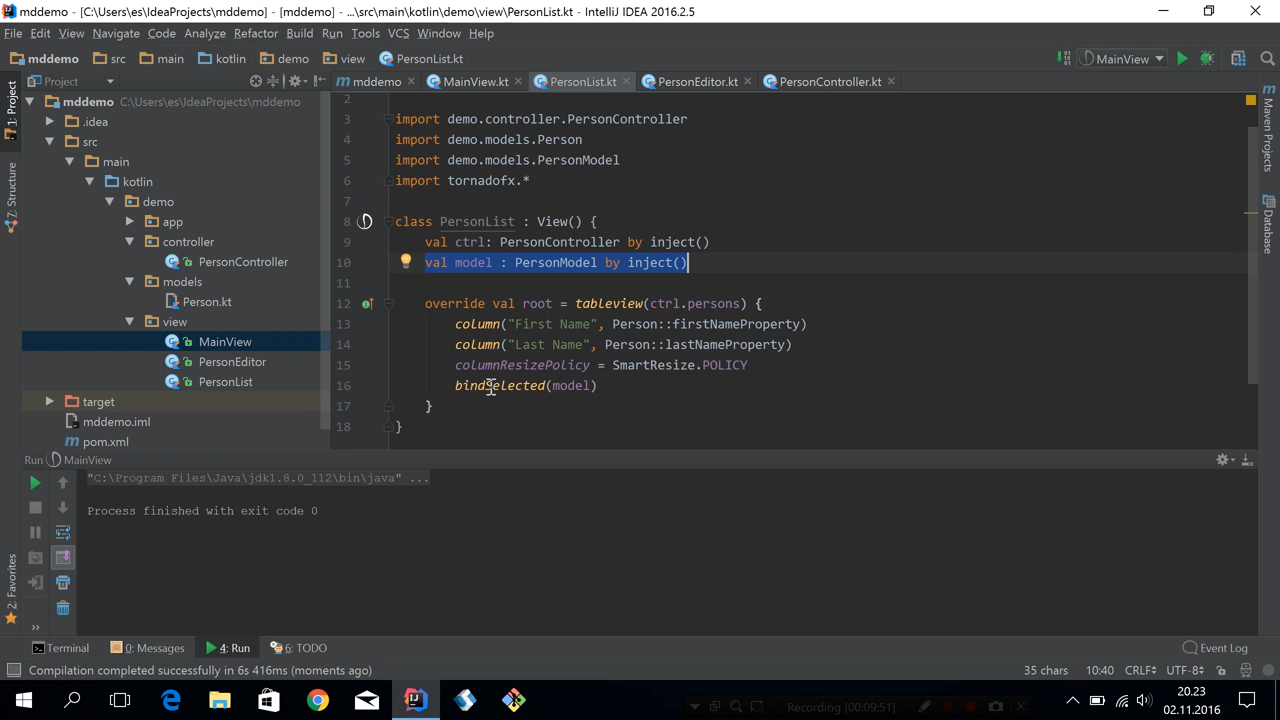 mddemo - [C:\Users\es\IdeaProjects\mddemo] - [mddemo] - ...\src\main\kotlin\demo\view\PersonList.kt - IntelliJ IDEA 2016.2.5
File Edit View Navigate Code Analyze Refactor Build Run Tools VCS Window Help
mddemo src main kotlin demo view PersonList.kt MainView
1: Project
Z: Structure
2: Favorites
Project
mddemo MainView.kt PersonList.kt PersonEditor.kt PersonController.kt
mddemo C:\Users\es\IdeaProjects\mddemo
.idea
src
main
kotlin
demo
app
controller
PersonController
models
Person.kt
view
MainView
PersonEditor
PersonList
target
mddemo.iml
pom.xml
2
3 import demo.controller.PersonController
4 import demo.models.Person
5 import demo.models.PersonModel
6 import tornadofx.*
7
8 class PersonList : View() {
9 val ctrl: PersonController by inject()
10 val model : PersonModel by inject()
11
12 override val root = tableview(ctrl.persons) {
13 column("First Name", Person::firstNameProperty)
14 column("Last Name", Person::lastNameProperty)
15 columnResizePolicy = SmartResize.POLICY
16 bindSelected(model)
17 }
18 }
Maven Projects
Database
Run MainView
"C:\Program Files\Java\jdk1.8.0_112\bin\java" ...
Process finished with exit code 0
Terminal 0: Messages 4: Run 6: TODO Event Log
Compilation completed successfully in 6s 416ms (moments ago) 35 chars 10:40 CRLF UTF-8
Recording [00:09:51]
20.23
02.11.2016